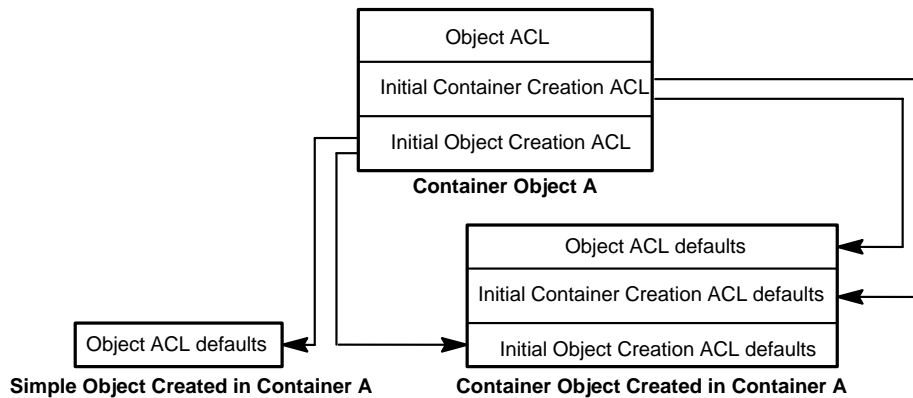 Object ACL
Initial Container Creation ACL
Initial Object Creation ACL
Container Object A
Object ACL defaults
Initial Container Creation ACL defaults
Object ACL defaults
Initial Object Creation ACL defaults
Simple Object Created in Container A
Container Object Created in Container A